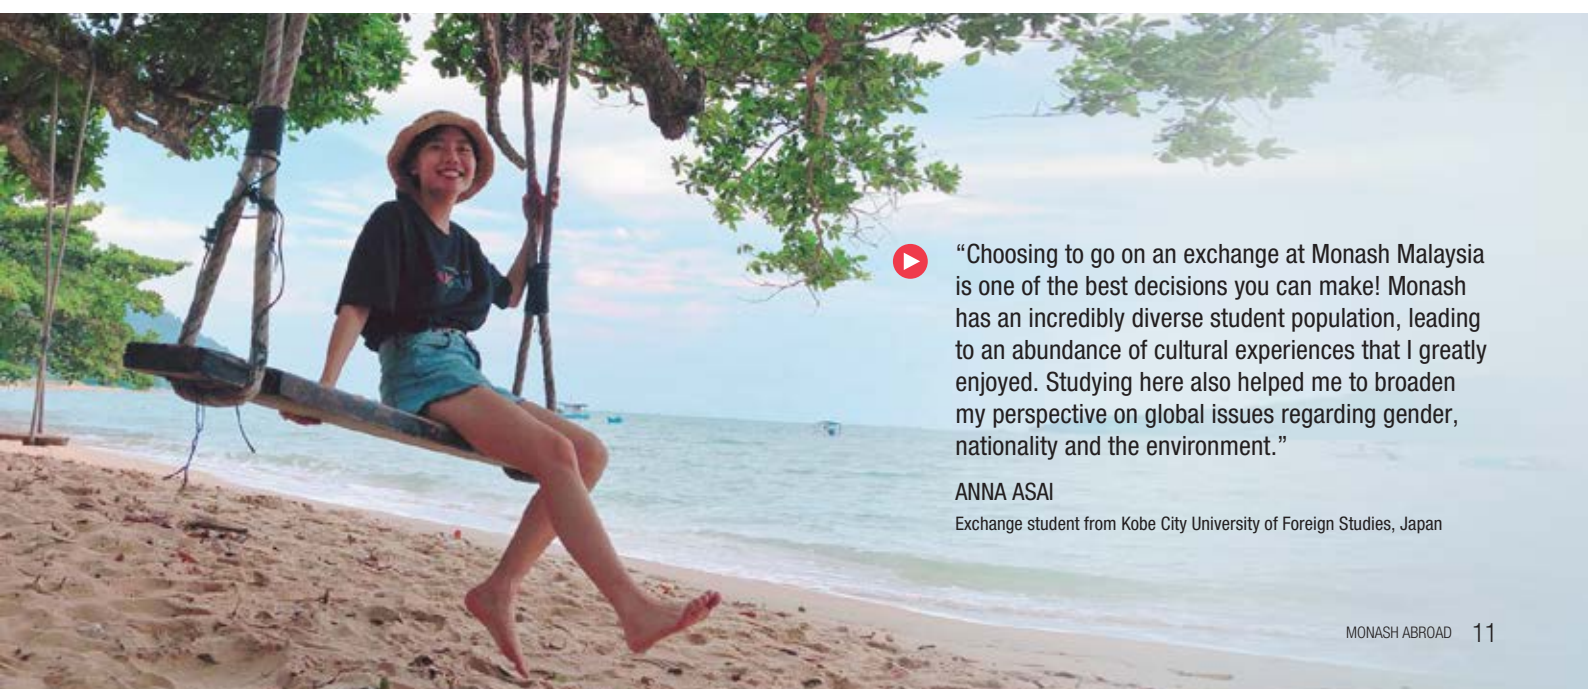 “Choosing to go on an exchange at Monash Malaysia
is one of the best decisions you can make! Monash
has an incredibly diverse student population, leading
to an abundance of cultural experiences that I greatly
enjoyed. Studying here also helped me to broaden
my perspective on global issues regarding gender,
nationality and the environment.”
ANNA ASAI
Exchange student from Kobe City University of Foreign Studies, Japan
MONASH ABROAD 11